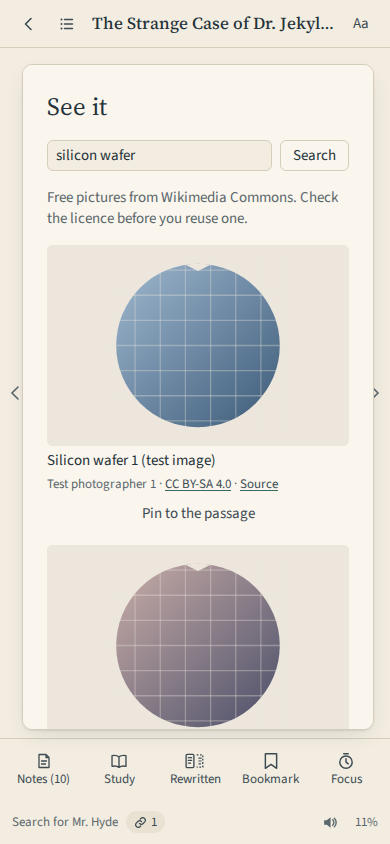 The Strange Case of Dr. Jekyl...
Aa
See it
silicon wafer
Search
Free pictures from Wikimedia Commons. Check
the licence before you reuse one.
Silicon wafer 1 (test image)
Test photographer 1 · CC BY-SA 4.0 · Source
Pin to the passage
Notes (10)
Study
Rewritten
Bookmark
Focus
Search for Mr. Hyde
1
11%